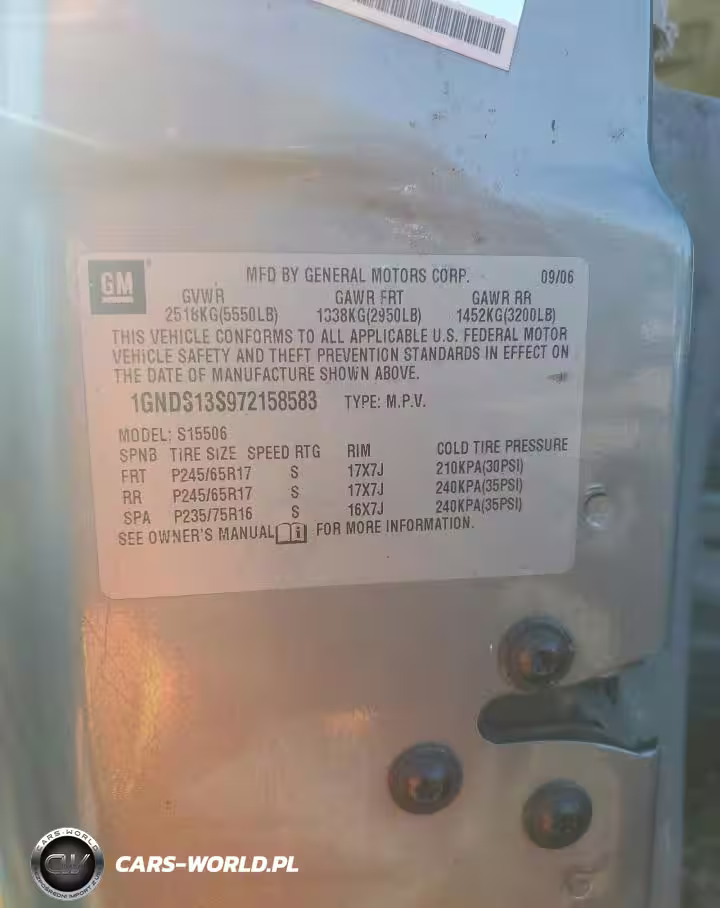 GM
MFD BY GENERAL MOTORS CORP. 09/06
GVWR GAWR FRT GAWR RR
2518KG(5550LB) 1338KG(2950LB) 1452KG(3200LB)
THIS VEHICLE CONFORMS TO ALL APPLICABLE U.S. FEDERAL MOTOR
VEHICLE SAFETY AND THEFT PREVENTION STANDARDS IN EFFECT ON
THE DATE OF MANUFACTURE SHOWN ABOVE.
1GNDS13S972158583 TYPE: M.P.V.
MODEL: S15506
SPNB TIRE SIZE SPEED RTG RIM COLD TIRE PRESSURE
FRT P245/65R17 S 17X7J 210KPA(30PSI)
RR P245/65R17 S 17X7J 240KPA(35PSI)
SPA P235/75R16 S 16X7J 240KPA(35PSI)
SEE OWNER'S MANUAL FOR MORE INFORMATION.
CARS-WORLD
CARS-WORLD.PL